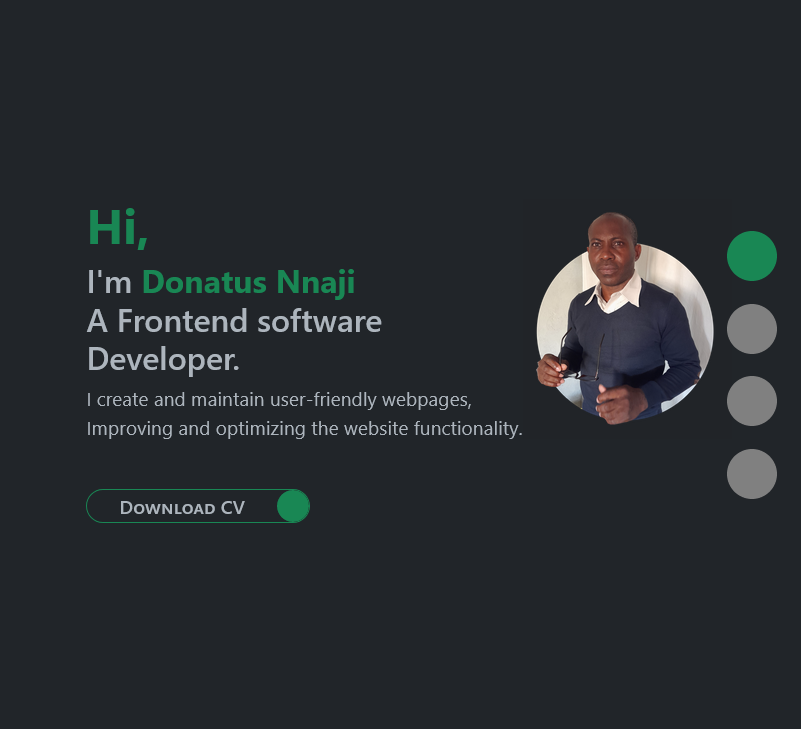 Hi,
I'm Donatus Nnaji
A Frontend software
Developer.
I create and maintain user-friendly webpages,
Improving and optimizing the website functionality.
Download CV